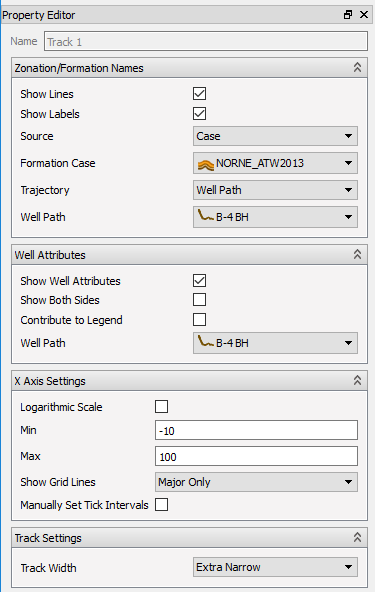 Property Editor
Name Track 1
Zonation/Formation Names
Show Lines
Show Labels
Source Case
Formation Case NORNE_ATW2013
Trajectory Well Path
Well Path B-4 BH
Well Attributes
Show Well Attributes
Show Both Sides
Contribute to Legend
Well Path B-4 BH
X Axis Settings
Logarithmic Scale
Min -10
Max 100
Show Grid Lines Major Only
Manually Set Tick Intervals
Track Settings
Track Width Extra Narrow